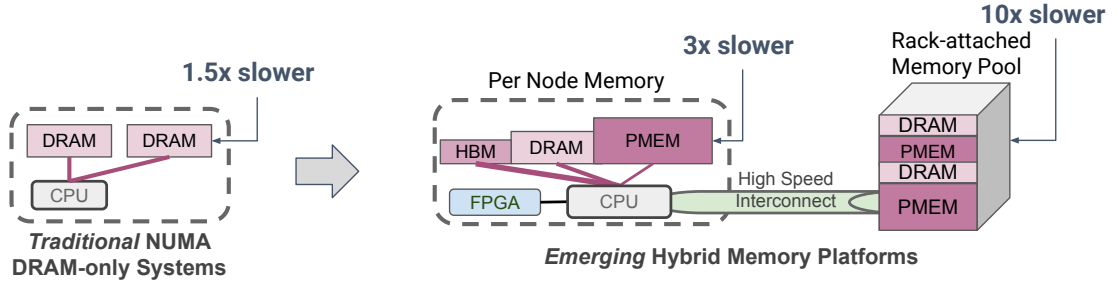 1.5x slower
DRAM
DRAM
CPU
Traditional NUMA
DRAM-only Systems
3x slower
Per Node Memory
HBM
DRAM
PMEM
FPGA
CPU
High Speed
Interconnect
10x slower
Rack-attached
Memory Pool
DRAM
PMEM
DRAM
PMEM
Emerging Hybrid Memory Platforms